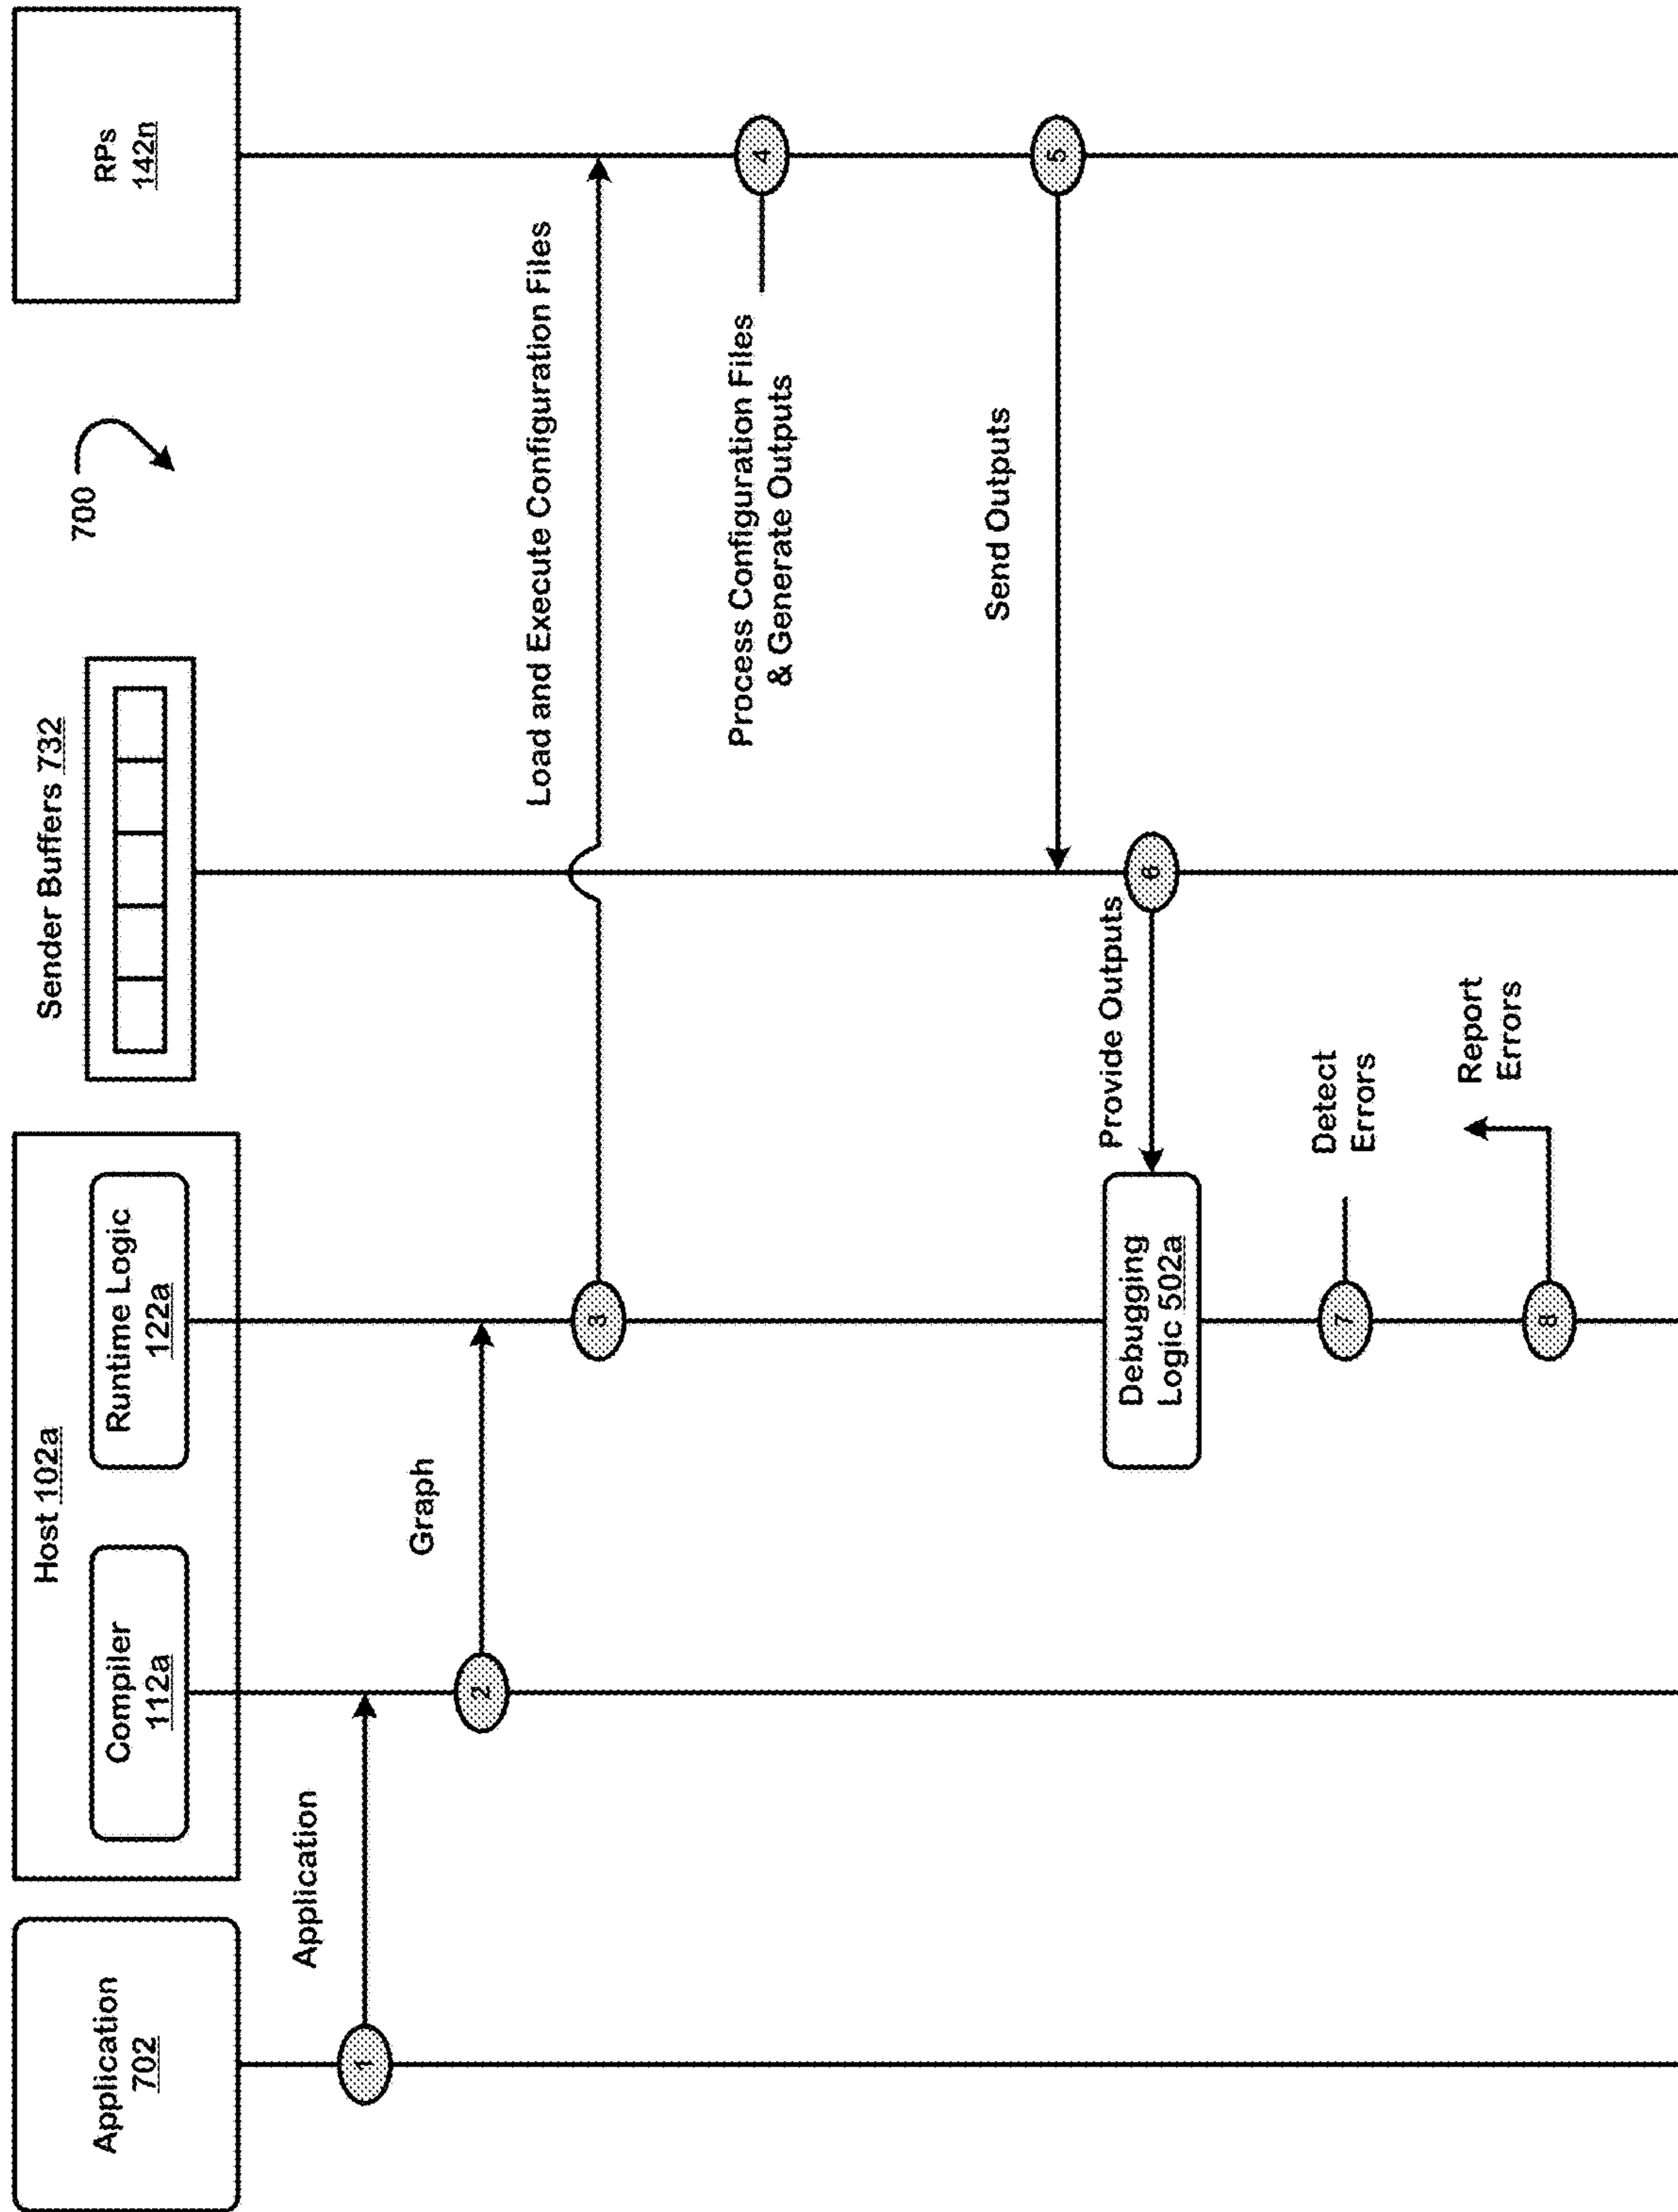 Application
702
Host 102a
Compiler
112a
Runtime Logic
122a
Sender Buffers 732
700
RPs
142n
Application
1
Graph
2
Load and Execute Configuration Files
3
4
Process Configuration Files
& Generate Outputs
Send Outputs
5
Provide Outputs
6
Debugging
Logic 502a
Detect
Errors
7
Report
Errors
8